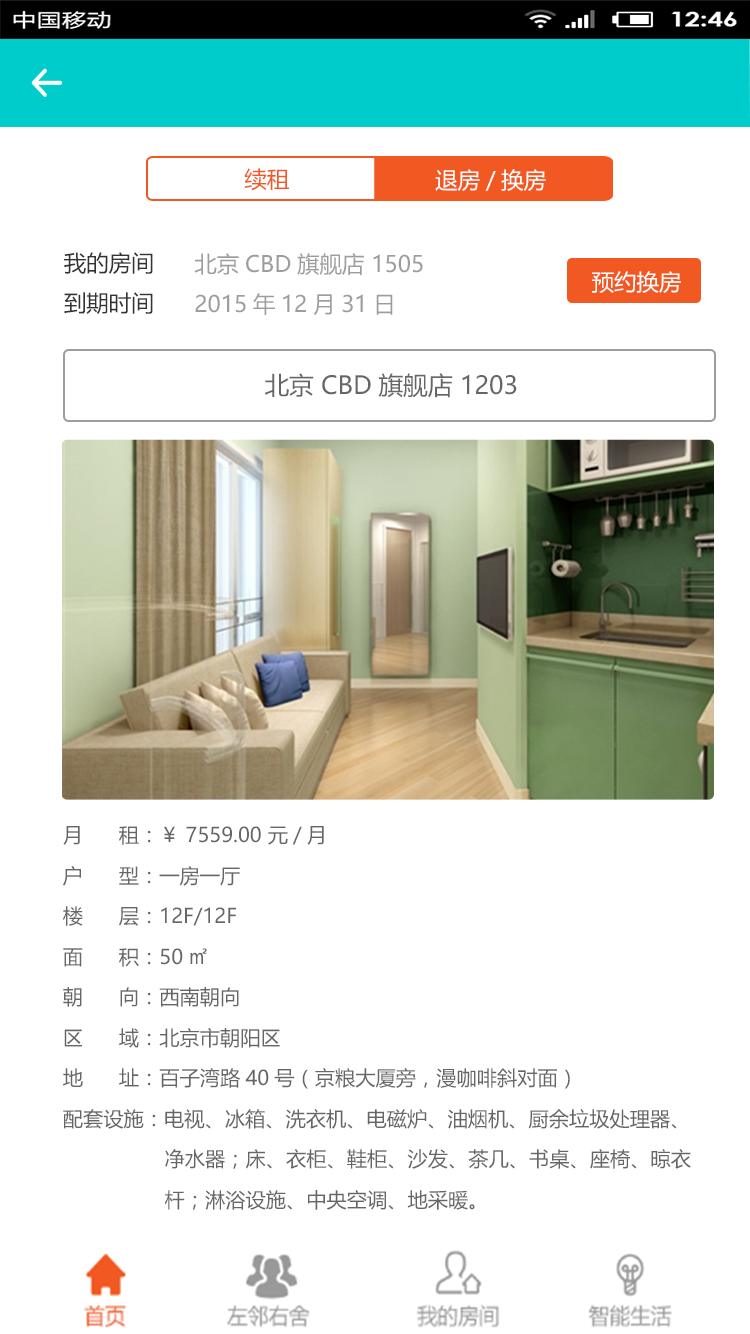 中国移动 12:46
续租 退房 / 换房
我的房间 北京 CBD 旗舰店 1505
到期时间 2015 年 12 月 31 日
预约换房
北京 CBD 旗舰店 1203
月 租：¥ 7559.00 元 / 月
户 型：一房一厅
楼 层：12F/12F
面 积：50 ㎡
朝 向：西南朝向
区 域：北京市朝阳区
地 址：百子湾路 40 号（京粮大厦旁，漫咖啡斜对面）
配套设施：电视、冰箱、洗衣机、电磁炉、油烟机、厨余垃圾处理器、
净水器；床、衣柜、鞋柜、沙发、茶几、书桌、座椅、晾衣
杆；淋浴设施、中央空调、地采暖。
首页 左邻右舍 我的房间 智能生活